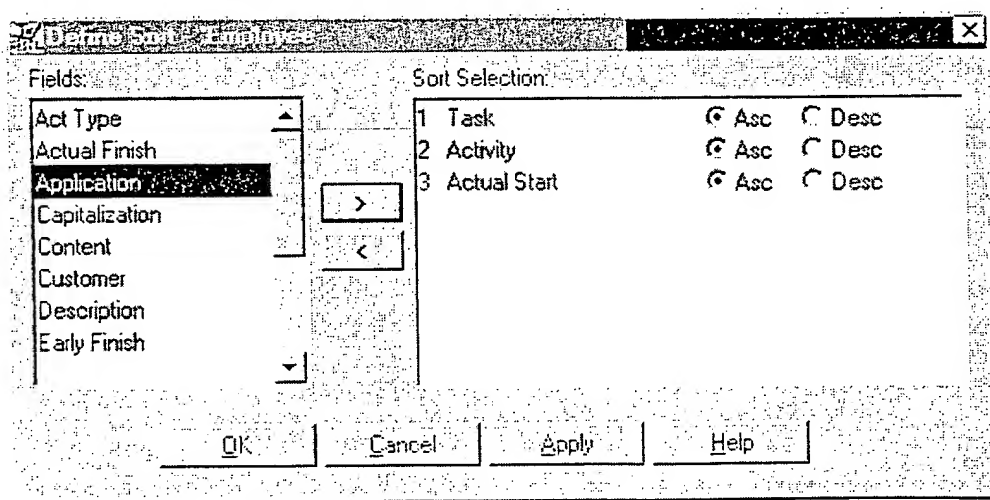 Define Sort - Employee
Fields:
Act Type
Actual Finish
Application
Capitalization
Content
Customer
Description
Early Finish
>
<
Sort Selection:
1 Task Asc Desc
2 Activity Asc Desc
3 Actual Start Asc Desc
OK Cancel Apply Help